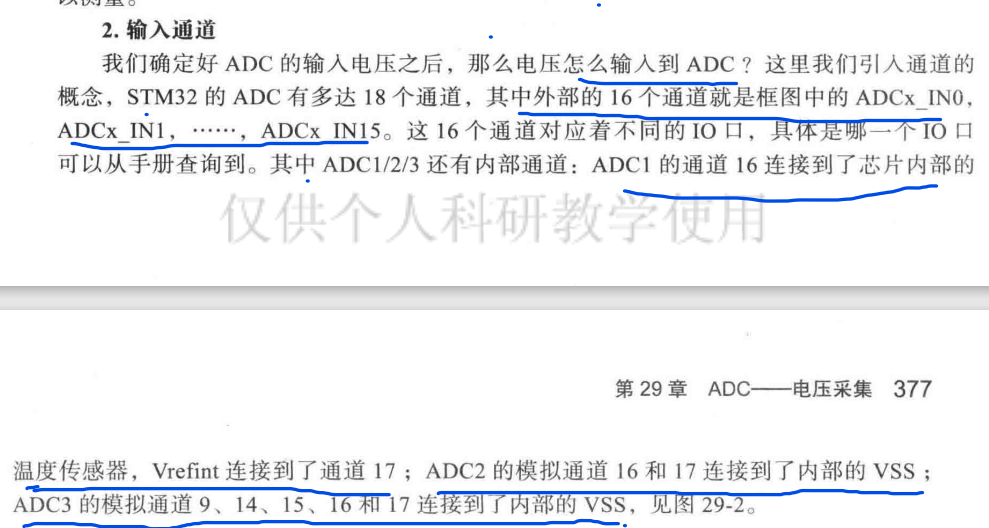 2. 输入通道
我们确定好 ADC 的输入电压之后，那么电压怎么输入到 ADC？这里我们引入通道的
概念，STM32 的 ADC 有多达 18 个通道，其中外部的 16 个通道就是框图中的 ADCx_IN0，
ADCx_IN1，……，ADCx_IN15。这 16 个通道对应着不同的 IO 口，具体是哪一个 IO 口
可以从手册查询到。其中 ADC1/2/3 还有内部通道：ADC1 的通道 16 连接到了芯片内部的
仅供个人科研教学使用
第 29 章 ADC——电压采集 377
温度传感器，Vrefint 连接到了通道 17；ADC2 的模拟通道 16 和 17 连接到了内部的 VSS；
ADC3 的模拟通道 9、14、15、16 和 17 连接到了内部的 VSS，见图 29-2。